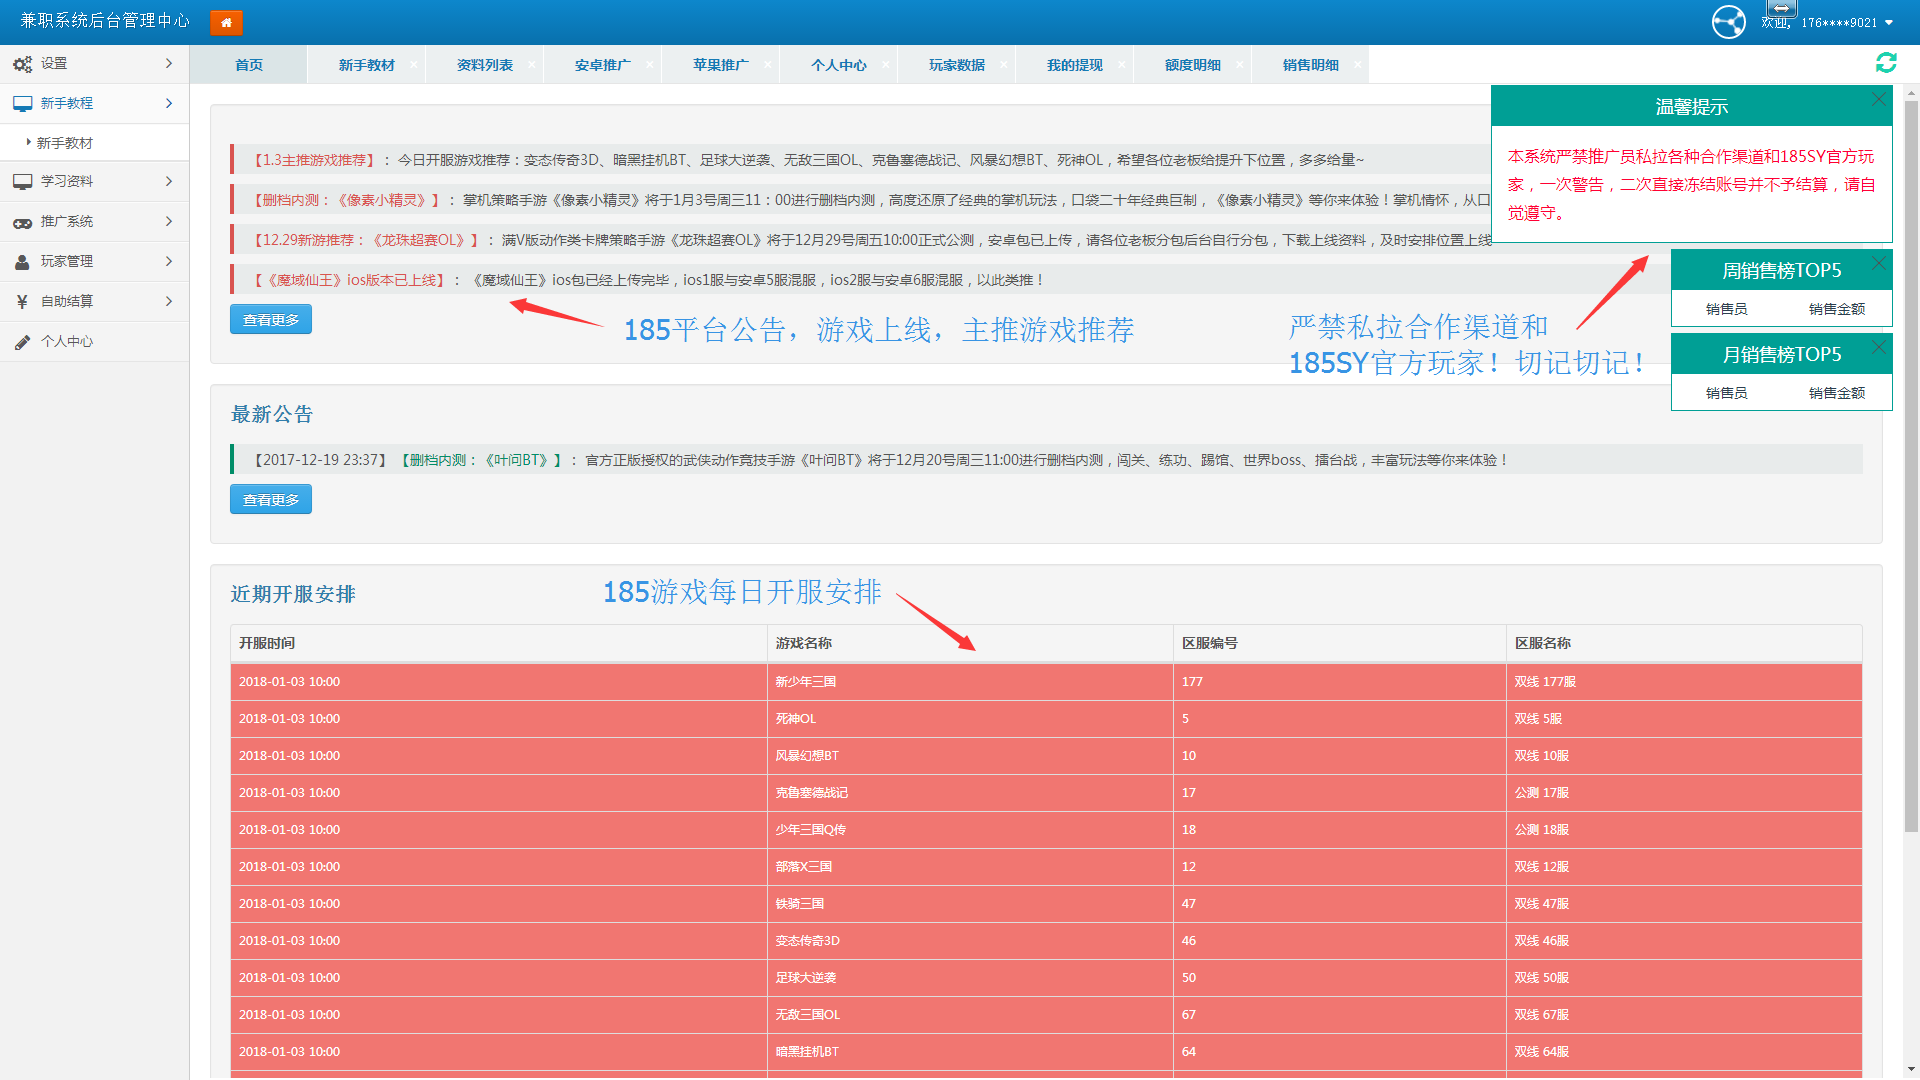 兼职系统后台管理中心
欢迎, 176****9021
设置
新手教程
新手教材
学习资料
推广系统
玩家管理
自助结算
个人中心
首页 新手教材 资料列表 安卓推广 苹果推广 个人中心 玩家数据 我的提现 额度明细 销售明细
【1.3主推游戏推荐】 : 今日开服游戏推荐：变态传奇3D、暗黑挂机BT、足球大逆袭、无敌三国OL、克鲁塞德战记、风暴幻想BT、死神OL，希望各位老板给提升下位置，多多给量~
【删档内测：《像素小精灵》】 : 掌机策略手游《像素小精灵》将于1月3号周三11：00进行删档内测，高度还原了经典的掌机玩法，口袋二十年经典巨制，《像素小精灵》等你来体验！掌机情怀，从口
【12.29新游推荐：《龙珠超赛OL》】 : 满V版动作类卡牌策略手游《龙珠超赛OL》将于12月29号周五10:00正式公测，安卓包已上传，请各位老板分包后台自行分包，下载上线资料，及时安排位置上线
【《魔域仙王》ios版本已上线】 : 《魔域仙王》ios包已经上传完毕，ios1服与安卓5服混服，ios2服与安卓6服混服，以此类推！
查看更多
185平台公告，游戏上线，主推游戏推荐
严禁私拉合作渠道和
185SY官方玩家！切记切记！
温馨提示
本系统严禁推广员私拉各种合作渠道和185SY官方玩
家，一次警告，二次直接冻结账号并不予结算，请自
觉遵守。
周销售榜TOP5
销售员 销售金额
月销售榜TOP5
销售员 销售金额
最新公告
【2017-12-19 23:37】 【删档内测：《叶问BT》】 : 官方正版授权的武侠动作竞技手游《叶问BT》将于12月20号周三11:00进行删档内测，闯关、练功、踢馆、世界boss、擂台战，丰富玩法等你来体验！
查看更多
近期开服安排
185游戏每日开服安排
开服时间 游戏名称 区服编号 区服名称
2018-01-03 10:00 新少年三国 177 双线 177服
2018-01-03 10:00 死神OL 5 双线 5服
2018-01-03 10:00 风暴幻想BT 10 双线 10服
2018-01-03 10:00 克鲁塞德战记 17 公测 17服
2018-01-03 10:00 少年三国Q传 18 公测 18服
2018-01-03 10:00 部落X三国 12 双线 12服
2018-01-03 10:00 铁骑三国 47 双线 47服
2018-01-03 10:00 变态传奇3D 46 双线 46服
2018-01-03 10:00 足球大逆袭 50 双线 50服
2018-01-03 10:00 无敌三国OL 67 双线 67服
2018-01-03 10:00 暗黑挂机BT 64 双线 64服